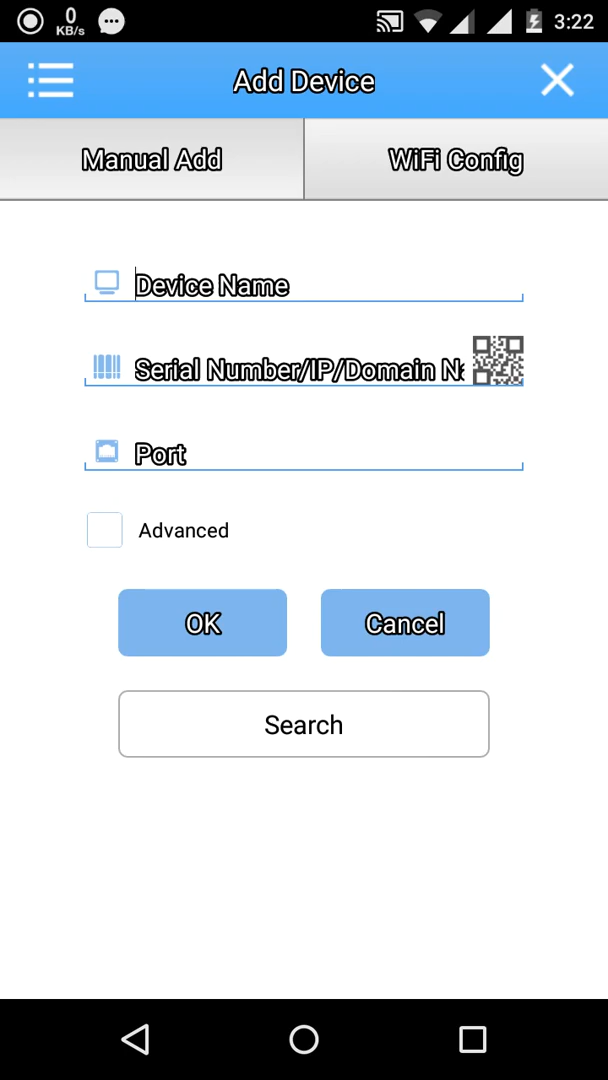 0
KB/s
3:22
Add Device
Manual Add
WiFi Config
Device Name
Serial Number/IP/Domain Na
Port
Advanced
OK
Cancel
Search